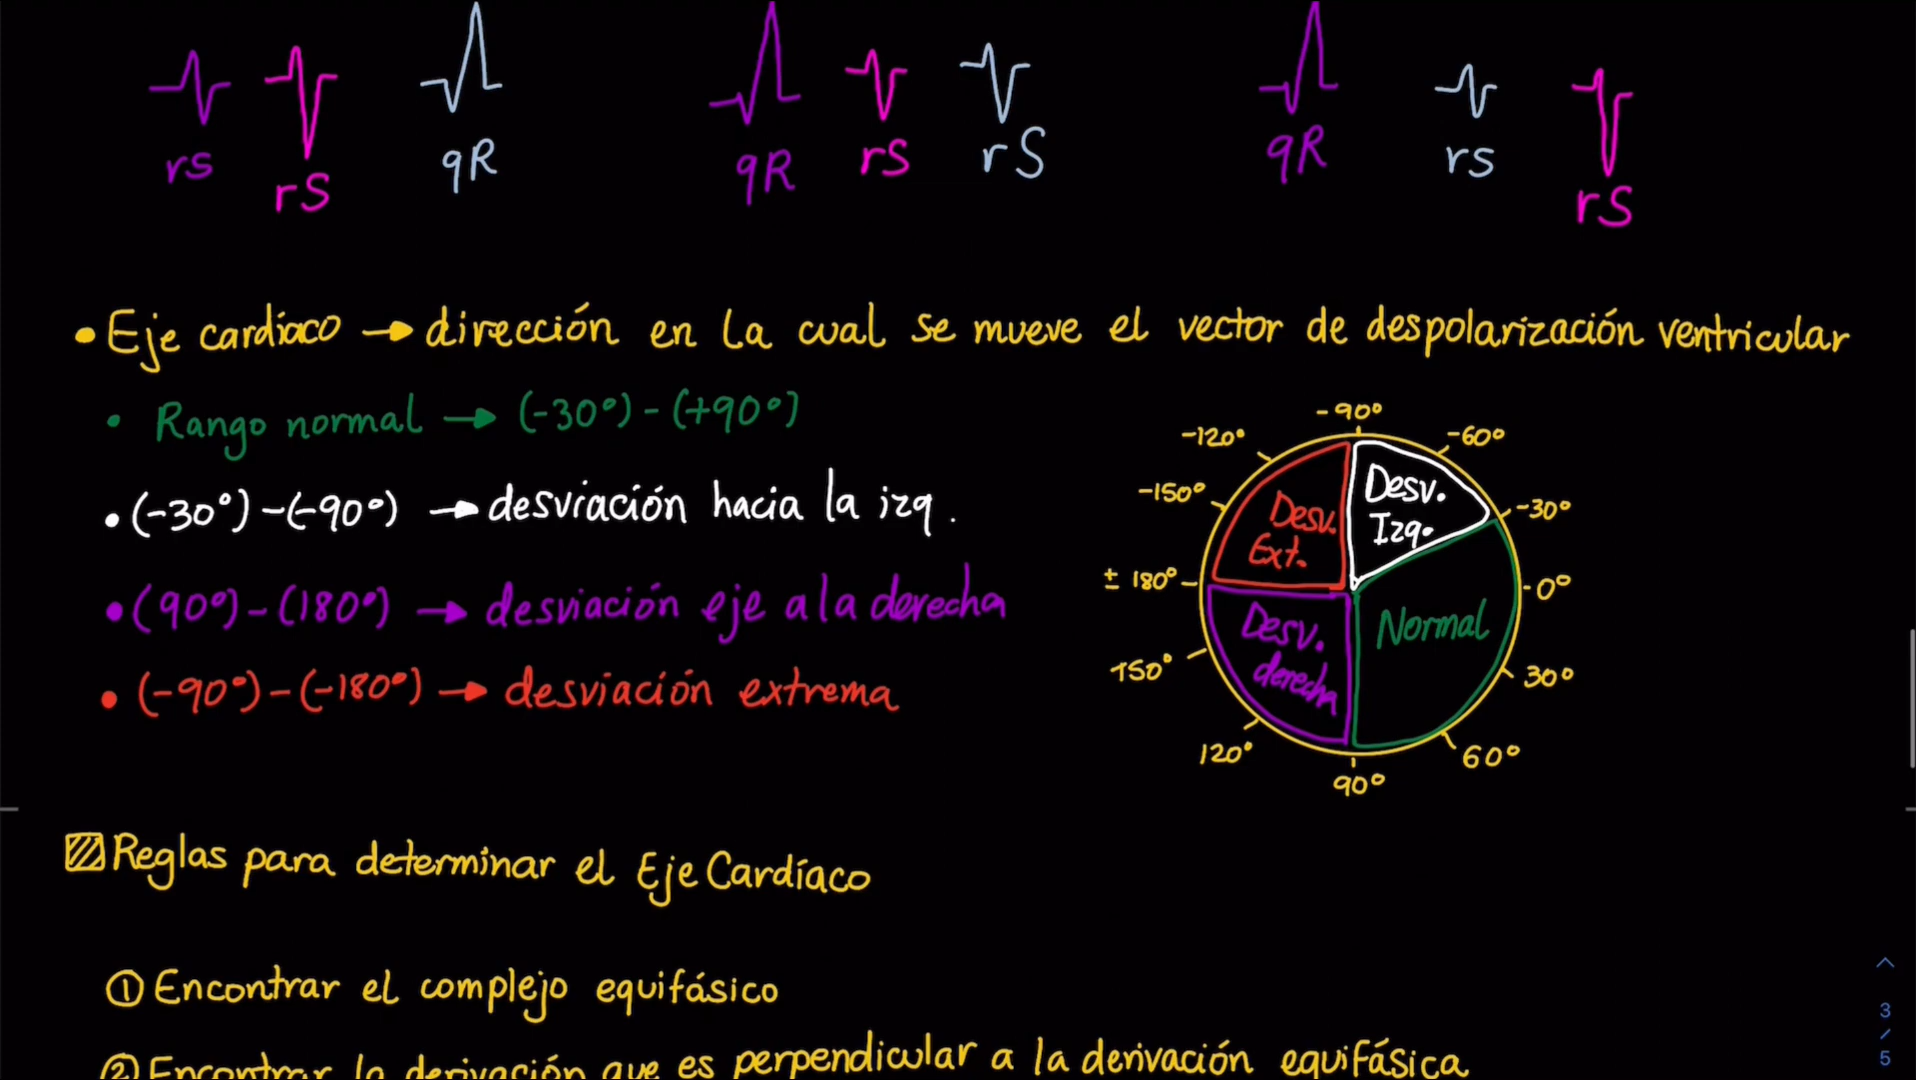 rs rS qR qR rS rS qR rs rS
• Eje cardíaco → dirección en la cual se mueve el vector de despolarización ventricular
• Rango normal → (-30°) - (+90°)
• (-30°) - (-90°) → desviación hacia la izq.
• (90°) - (180°) → desviación eje a la derecha
• (-90°) - (-180°) → desviación extrema
-90°
-120°
-60°
-150°
-30°
± 180°
-0°
+150°
30°
120°
60°
90°
Desv.
Izq.
Desv.
Ext.
Normal
Desv.
derecha
Reglas para determinar el Eje Cardíaco
① Encontrar el complejo equifásico
② Encontrar la derivación que es perpendicular a la derivación equifásica
3
/
5